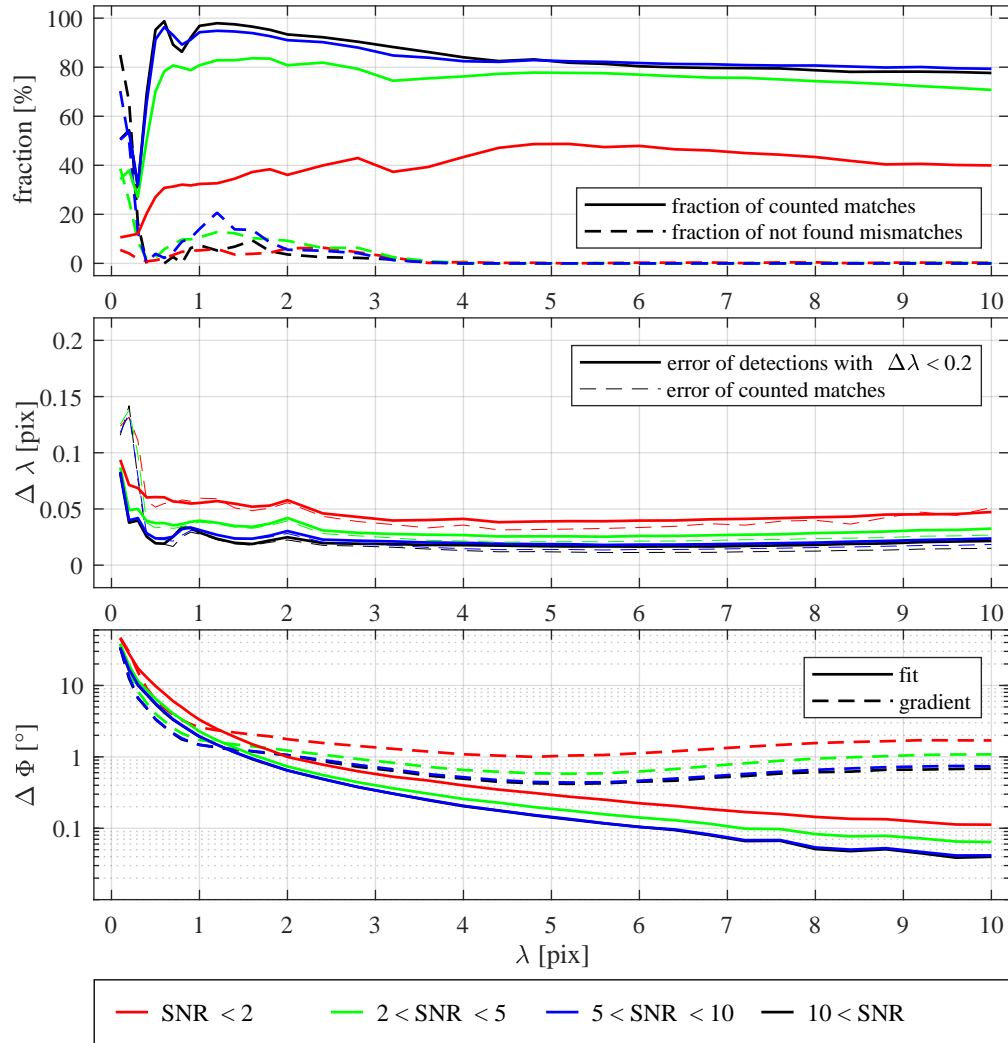 100
80
60
40
20
0
fraction [%]
fraction of counted matches
fraction of not found mismatches
0 1 2 3 4 5 6 7 8 9 10
0.2
0.15
0.1
0.05
0
Δ λ [pix]
error of detections with Δλ < 0.2
error of counted matches
0 1 2 3 4 5 6 7 8 9 10
10
1
0.1
Δ Φ [°]
fit
gradient
0 1 2 3 4 5 6 7 8 9 10
λ [pix]
SNR < 2 2 < SNR < 5 5 < SNR < 10 10 < SNR